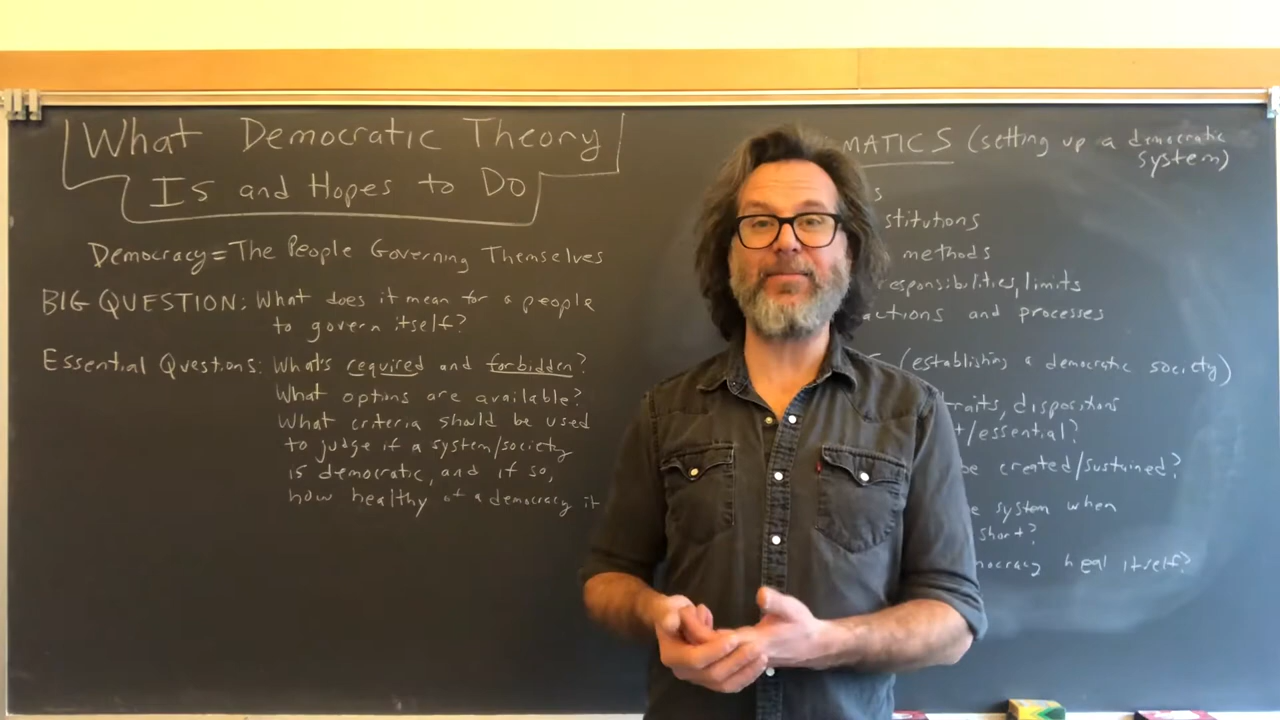 What Democratic Theory
Is and Hopes to Do
Democracy = The People Governing Themselves
BIG QUESTION: What does it mean for a people
to govern itself?
Essential Questions: What's required and forbidden?
What options are available?
What criteria should be used
to judge if a system/society
is democratic, and if so,
how healthy of a democracy it
MATICS (setting up a democratic
system)
s
stitutions
methods
responsibilities, limits
actions and processes
(establishing a democratic society)
raits, dispositions
t/essential?
be created/sustained?
e system when
short?
mocracy heal itself?